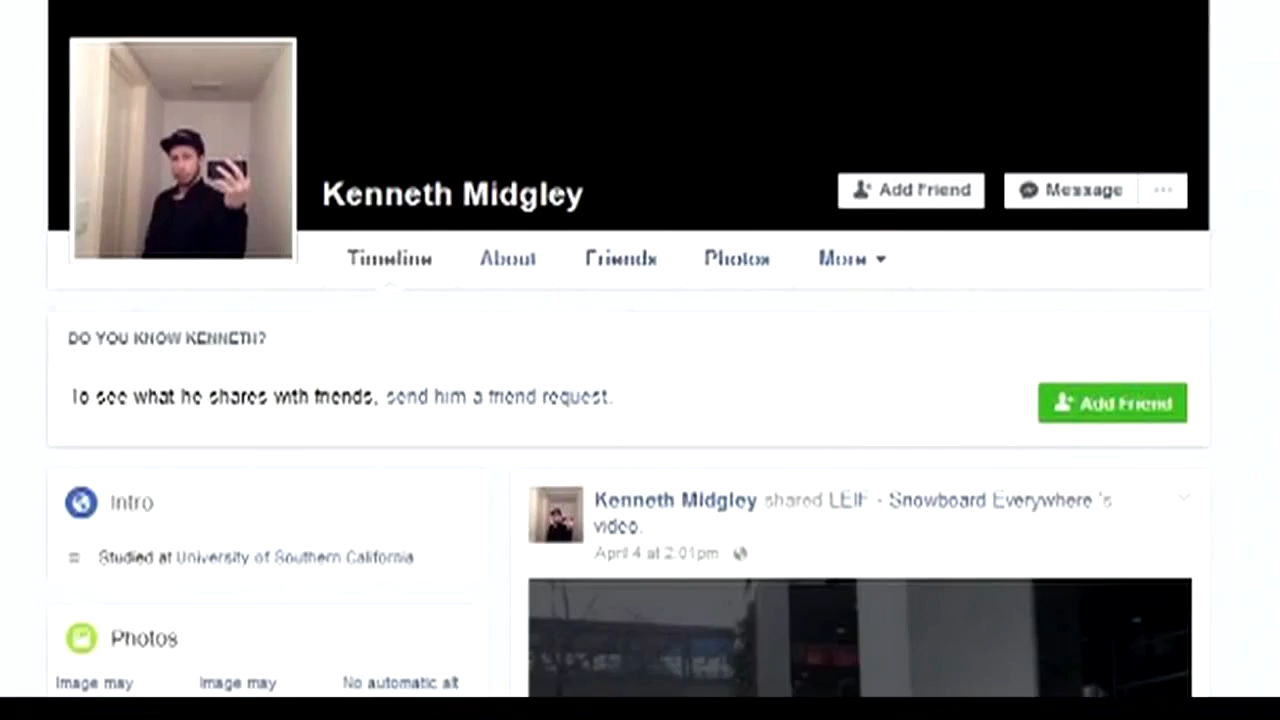 Kenneth Midgley
Add Friend
Message
Timeline
About
Friends
Photos
More
DO YOU KNOW KENNETH?
To see what he shares with friends, send him a friend request.
Add Friend
Intro
Studied at University of Southern California
Photos
Image may
Image may
No automatic alt
Kenneth Midgley shared LEIF - Snowboard Everywhere 's
video.
April 4 at 2:01pm